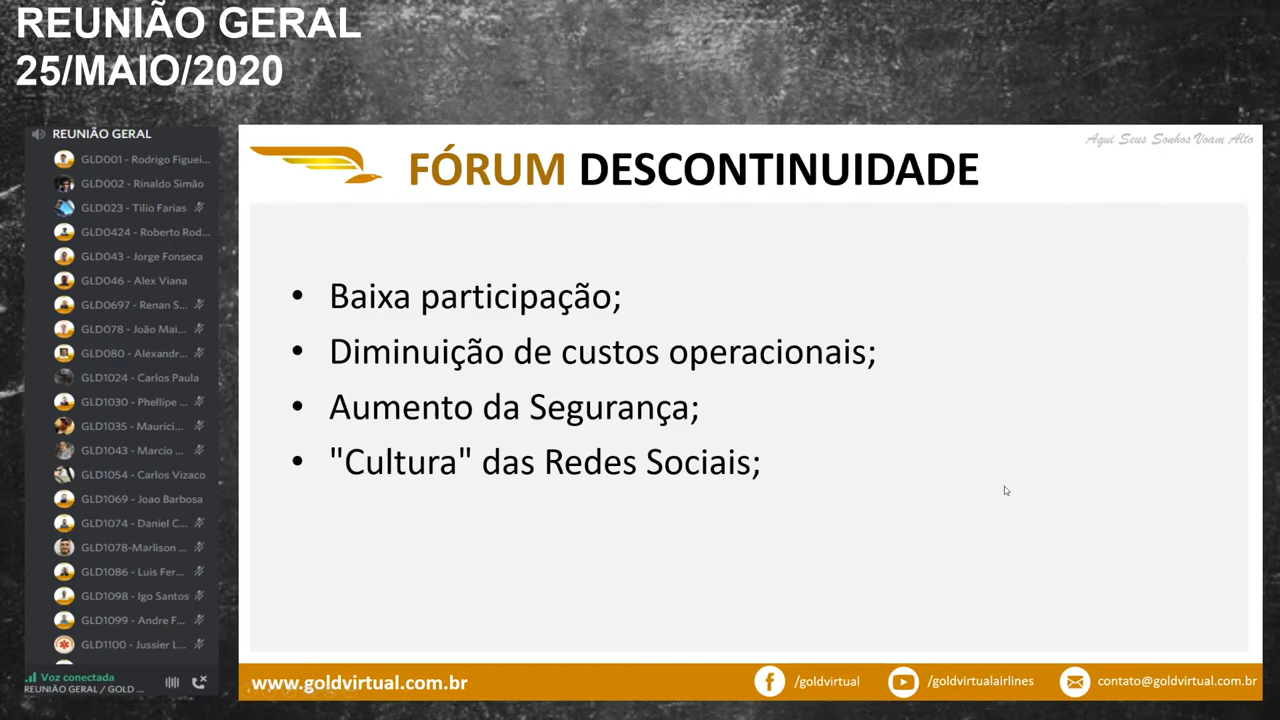 REUNIÃO GERAL
25/MAIO/2020
REUNIÃO GERAL
GLD001 - Rodrigo Figuei...
GLD002 - Rinaldo Simão
GLD023 - Tilio Farias
GLD0424 - Roberto Rod...
GLD043 - Jorge Fonseca
GLD046 - Alex Viana
GLD0697 - Renan S...
GLD078 - João Mai...
GLD080 - Alexandr...
GLD1024 - Carlos Paula
GLD1030 - Phellipe ...
GLD1035 - Maurici...
GLD1043 - Marcio ...
GLD1054 - Carlos Vizaco
GLD1069 - Joao Barbosa
GLD1074 - Daniel C...
GLD1078-Marlison ...
GLD1086 - Luis Fer...
GLD1098 - Igo Santos
GLD1099 - Andre F...
GLD1100 - Jussier L...
Voz conectada
REUNIÃO GERAL / GOLD ...
Aqui Seus Sonhos Voam Alto
FÓRUM DESCONTINUIDADE
• Baixa participação;
• Diminuição de custos operacionais;
• Aumento da Segurança;
• "Cultura" das Redes Sociais;
www.goldvirtual.com.br
/goldvirtual
/goldvirtualairlines
contato@goldvirtual.com.br